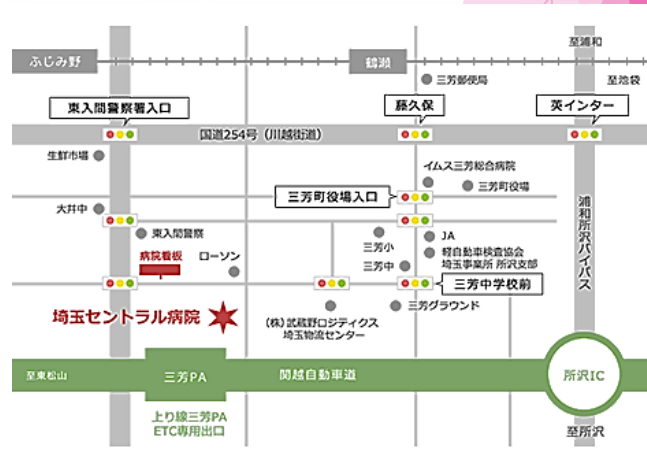 至浦和
ふじみ野
鶴瀬
三芳郵便局
至池袋
東入間警察署入口
藤久保
英インター
国道254号（川越街道）
生鮮市場
イムス三芳総合病院
三芳町役場
三芳町役場入口
大井中
東入間警察
三芳小
JA
浦和所沢バイパス
病院看板
ローソン
三芳中
軽自動車検査協会
埼玉事業所 所沢支部
三芳中学校前
埼玉セントラル病院
(株)武蔵野ロジティクス
埼玉物流センター
三芳グラウンド
至東松山
三芳PA
関越自動車道
所沢IC
上り線三芳PA
ETC専用出口
至所沢